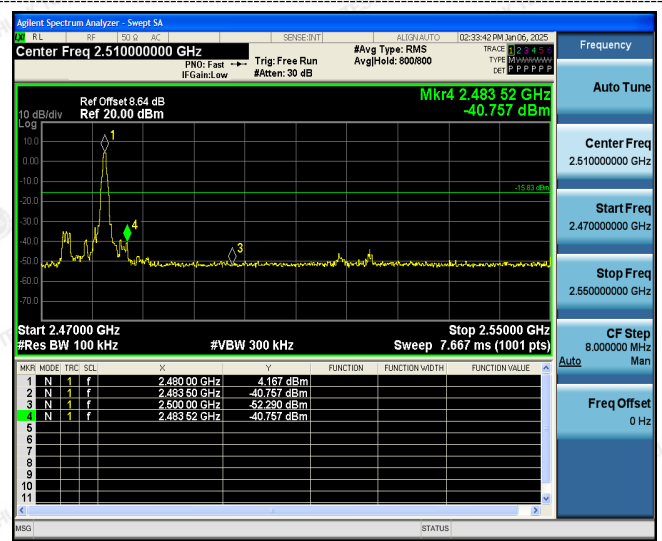 Agilent Spectrum Analyzer - Swept SA
LXI RL RF 50 Ω AC SENSE:INT ALIGN AUTO 02:33:42 PM Jan 06, 2025
Center Freq 2.510000000 GHz
PNO: Fast
IFGain:Low
Trig: Free Run
#Atten: 30 dB
#Avg Type: RMS
Avg|Hold: 800/800
TRACE 1 2 3 4 5 6
TYPE MWWWWW
DET P P P P P P
Ref Offset 8.64 dB
Ref 20.00 dBm
10 dB/div
Log
Mkr4 2.483 52 GHz
-40.757 dBm
10.0
0.00
-10.0
-20.0
-30.0
-40.0
-50.0
-60.0
-70.0
1
4
3
-15.83 dBm
Start 2.47000 GHz Stop 2.55000 GHz
#Res BW 100 kHz #VBW 300 kHz Sweep 7.667 ms (1001 pts)
MKR MODE TRC SCL X Y FUNCTION FUNCTION WIDTH FUNCTION VALUE
1 N 1 f 2.480 00 GHz 4.167 dBm
2 N 1 f 2.483 50 GHz -40.757 dBm
3 N 1 f 2.500 00 GHz -52.290 dBm
4 N 1 f 2.483 52 GHz -40.757 dBm
5
6
7
8
9
10
11
MSG STATUS
Frequency
Auto Tune
Center Freq
2.510000000 GHz
Start Freq
2.470000000 GHz
Stop Freq
2.550000000 GHz
CF Step
8.000000 MHz
Auto Man
Freq Offset
0 Hz